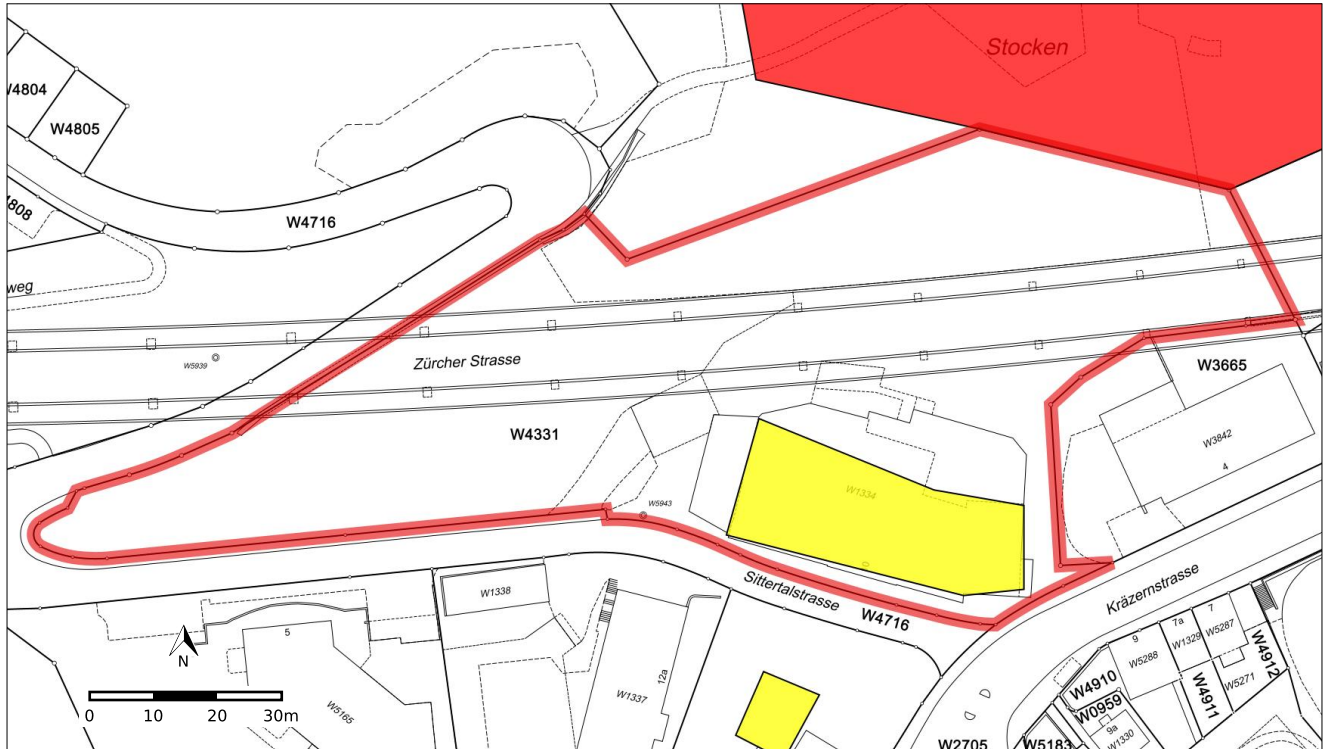 Stocken
W4804
W4805
4808
W4716
weg
W5939
Zürcher Strasse
W3665
W4331
W3842
4
W1334
W5943
Sittertalstrasse
W4716
Kräzernstrasse
W1338
5
W5165
N
0 10 20 30m
12a
W1337
9
7a
7
W5288
W1329
W5287
W4910
W0959
W4911
W5271
W4912
9a
W1330
W2705
W5183